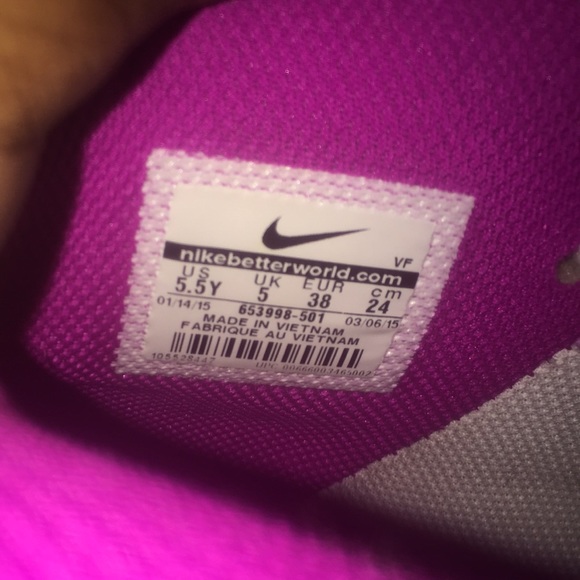 VF
nikebetterworld.com
US UK EUR cm
5.5Y 5 38 24
01/14/15 653998-501 03/06/15
MADE IN VIETNAM
FABRIQUE AU VIETNAM
UPC